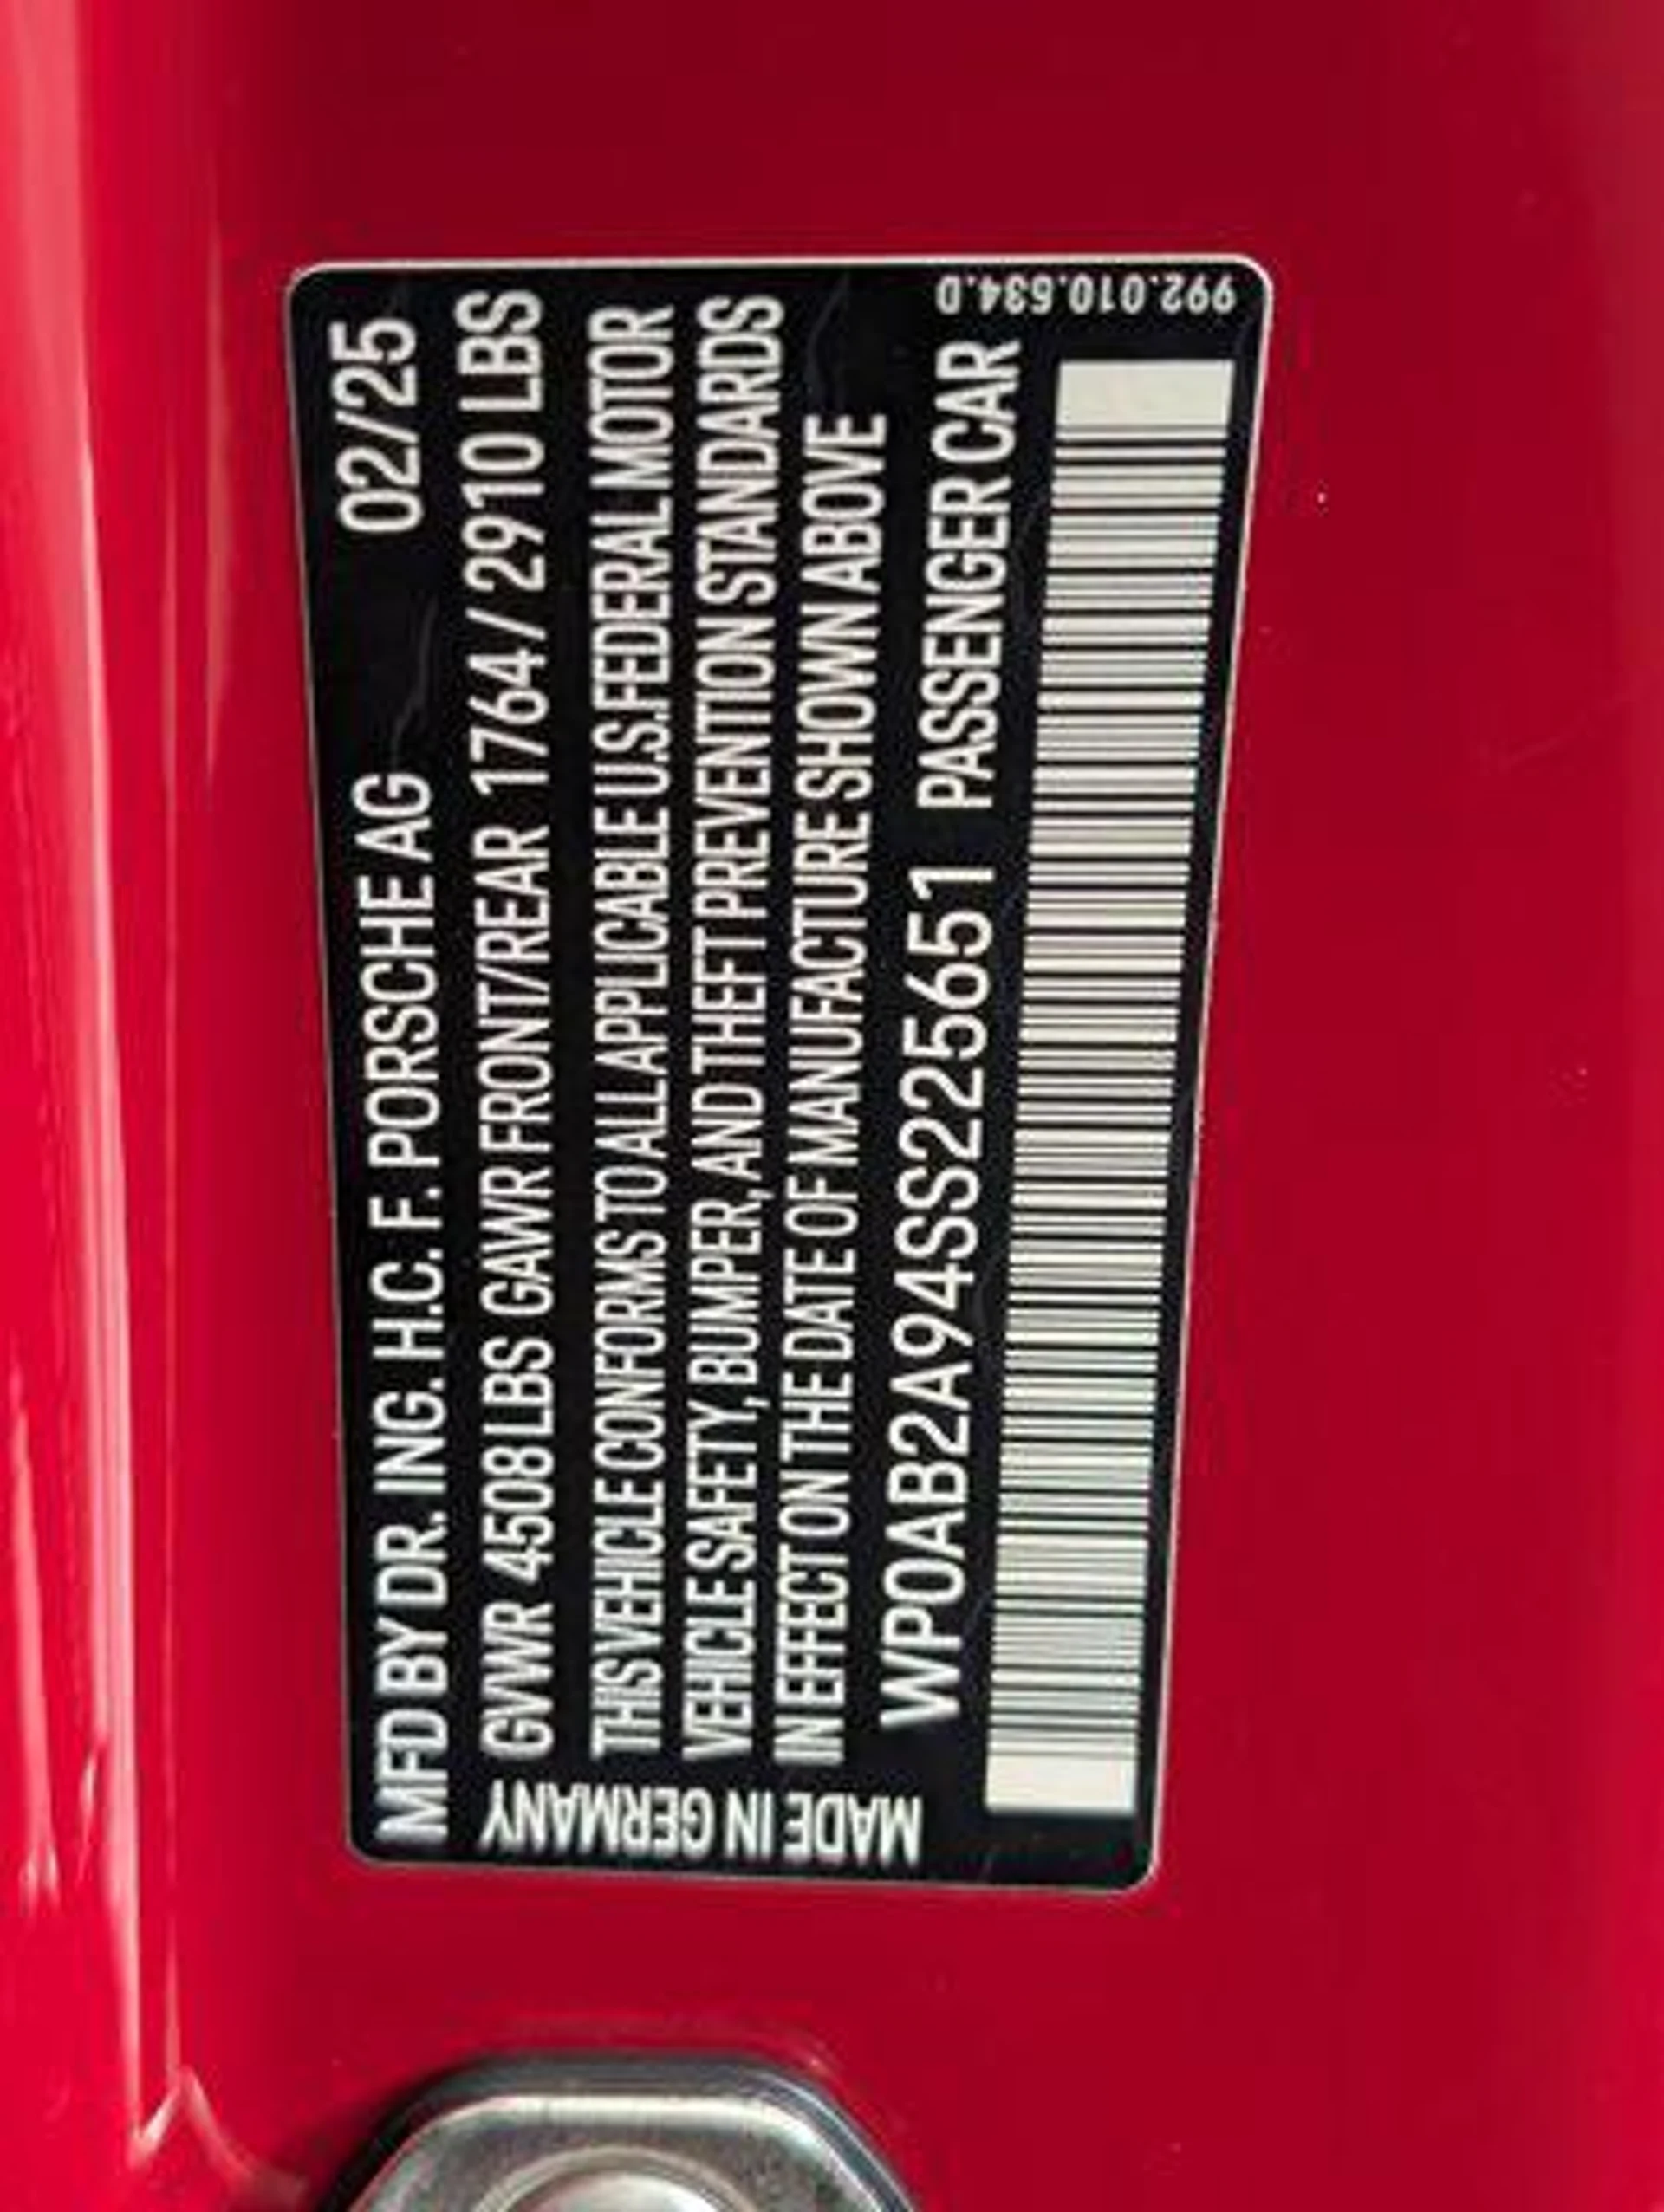 MFD BY DR. ING. H.C. F. PORSCHE AG 02/25
GVWR 4508 LBS GAWR FRONT/REAR 1764 / 2910 LBS
THIS VEHICLE CONFORMS TO ALL APPLICABLE U.S. FEDERAL MOTOR
VEHICLE SAFETY, BUMPER, AND THEFT PREVENTION STANDARDS
IN EFFECT ON THE DATE OF MANUFACTURE SHOWN ABOVE
WP0AB2A94SS225651 PASSENGER CAR
MADE IN GERMANY
992.010.634.D